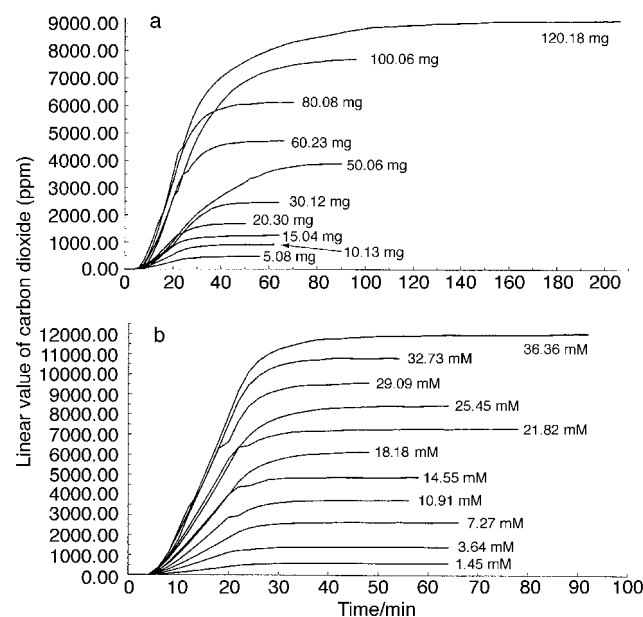 a
9000.00
8000.00
7000.00
6000.00
5000.00
4000.00
3000.00
2000.00
1000.00
0.00
120.18 mg
100.06 mg
80.08 mg
60.23 mg
50.06 mg
30.12 mg
20.30 mg
15.04 mg
10.13 mg
5.08 mg
0 20 40 60 80 100 120 140 160 180 200
Linear value of carbon dioxide (ppm)
b
12000.00
11000.00
10000.00
9000.00
8000.00
7000.00
6000.00
5000.00
4000.00
3000.00
2000.00
1000.00
0.00
36.36 mM
32.73 mM
29.09 mM
25.45 mM
21.82 mM
18.18 mM
14.55 mM
10.91 mM
7.27 mM
3.64 mM
1.45 mM
0 10 20 30 40 50 60 70 80 90 100
Time/min